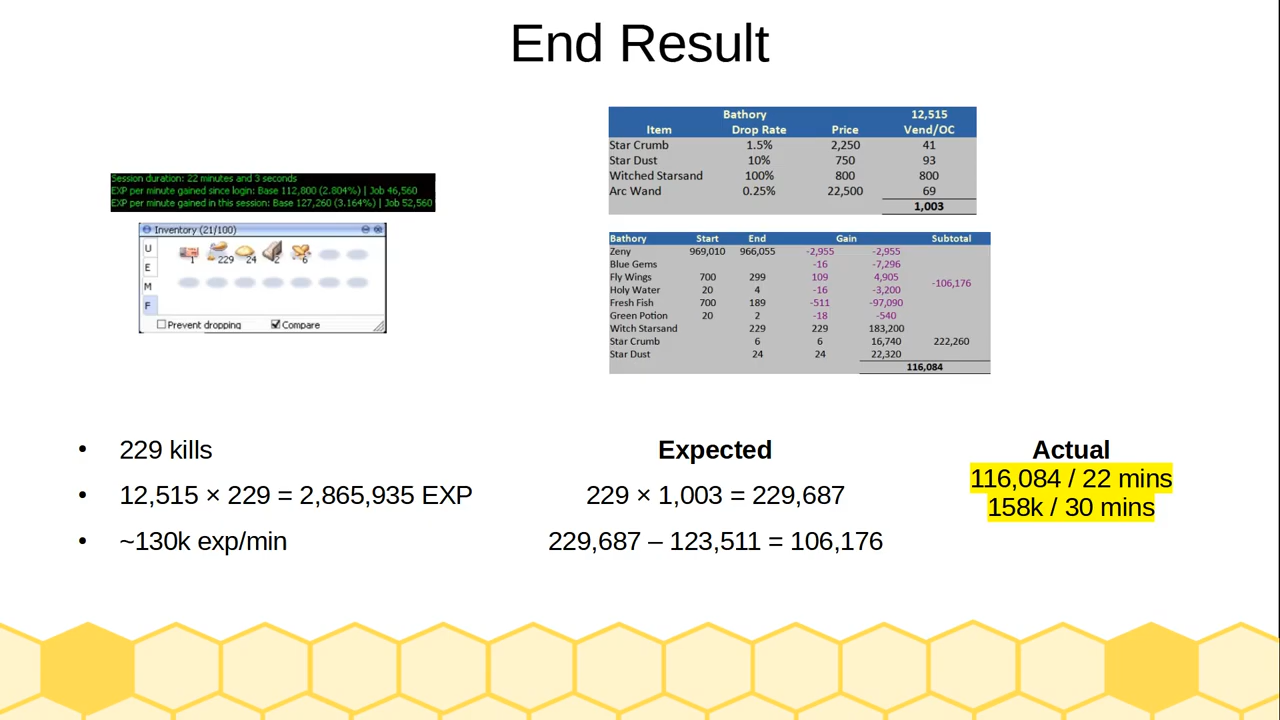 End Result
Session duration: 22 minutes and 3 seconds
EXP per minute gained since login: Base 112,800 (2.804%) | Job 46,560
EXP per minute gained in this session: Base 127,260 (3.164%) | Job 52,560
Inventory (21/100)
U
E
M
F
1 229 24 2 6
Prevent dropping Compare
Bathory 12,515
Item Drop Rate Price Vend/OC
Star Crumb 1.5% 2,250 41
Star Dust 10% 750 93
Witched Starsand 100% 800 800
Arc Wand 0.25% 22,500 69
1,003
Bathory Start End Gain Subtotal
Zeny 969,010 966,055 -2,955 -2,955
Blue Gems -16 -7,296
Fly Wings 700 299 109 4,905
-106,176
Holy Water 20 4 -16 -3,200
Fresh Fish 700 189 -511 -97,090
Green Potion 20 2 -18 -540
Witch Starsand 229 229 183,200
Star Crumb 6 6 16,740 222,260
Star Dust 24 24 22,320
116,084
• 229 kills
• 12,515 × 229 = 2,865,935 EXP
• ~130k exp/min
Expected
229 × 1,003 = 229,687
229,687 – 123,511 = 106,176
Actual
116,084 / 22 mins
158k / 30 mins